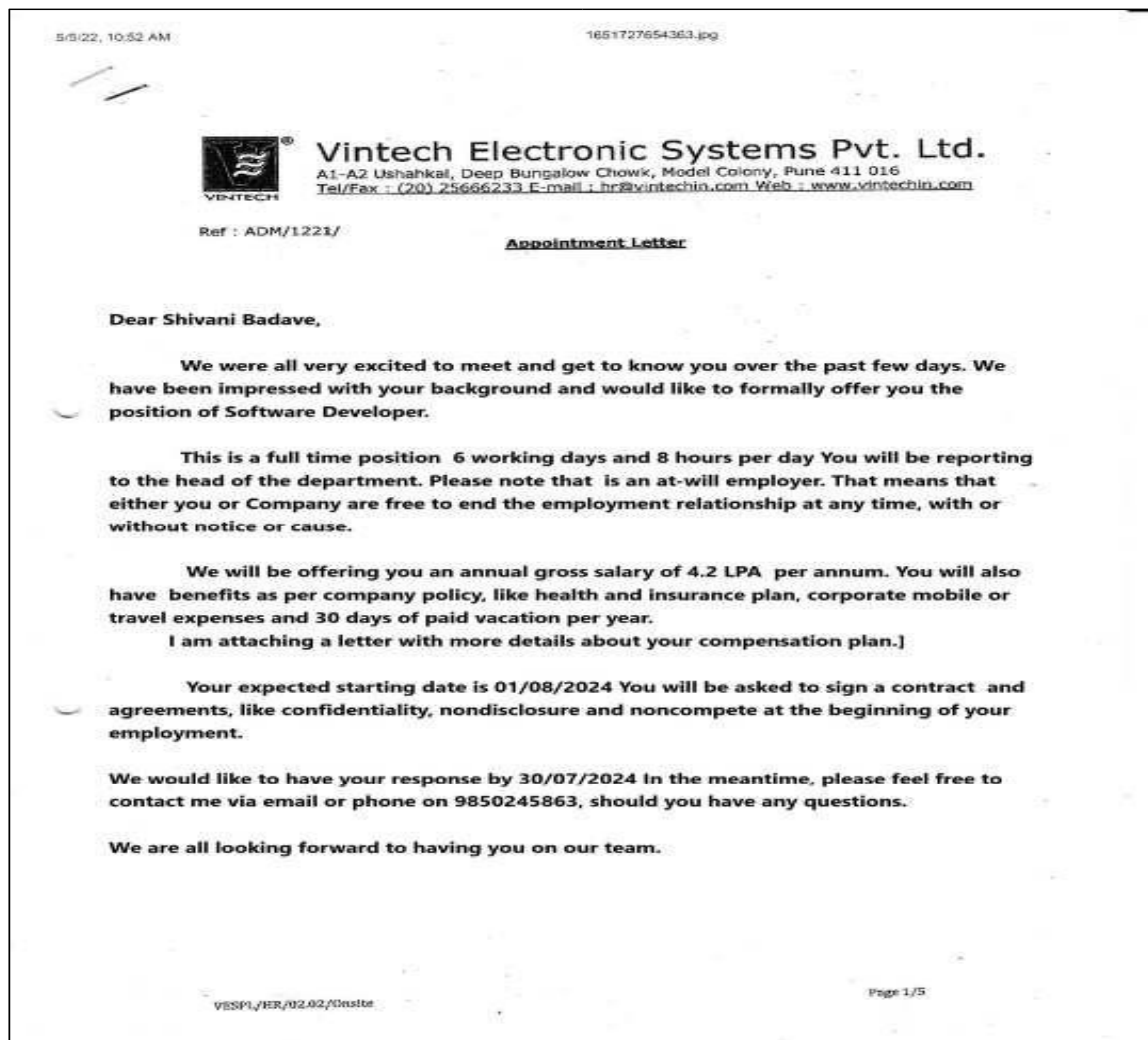 5/5/22, 10:52 AM 1651727654363.jpg
®
Vintech Electronic Systems Pvt. Ltd.
A1-A2 Ushahkal, Deep Bungalow Chowk, Model Colony, Pune 411 016
Tel/Fax : (20) 25666233 E-mail : hr@vintechin.com Web : www.vintechin.com
VINTECH
Ref : ADM/1221/
Appointment Letter
Dear Shivani Badave,
We were all very excited to meet and get to know you over the past few days. We
have been impressed with your background and would like to formally offer you the
position of Software Developer.
This is a full time position 6 working days and 8 hours per day You will be reporting
to the head of the department. Please note that is an at-will employer. That means that
either you or Company are free to end the employment relationship at any time, with or
without notice or cause.
We will be offering you an annual gross salary of 4.2 LPA per annum. You will also
have benefits as per company policy, like health and insurance plan, corporate mobile or
travel expenses and 30 days of paid vacation per year.
I am attaching a letter with more details about your compensation plan.]
Your expected starting date is 01/08/2024 You will be asked to sign a contract and
agreements, like confidentiality, nondisclosure and noncompete at the beginning of your
employment.
We would like to have your response by 30/07/2024 In the meantime, please feel free to
contact me via email or phone on 9850245863, should you have any questions.
We are all looking forward to having you on our team.
VESPL/HR/02.02/Onsite Page 1/5